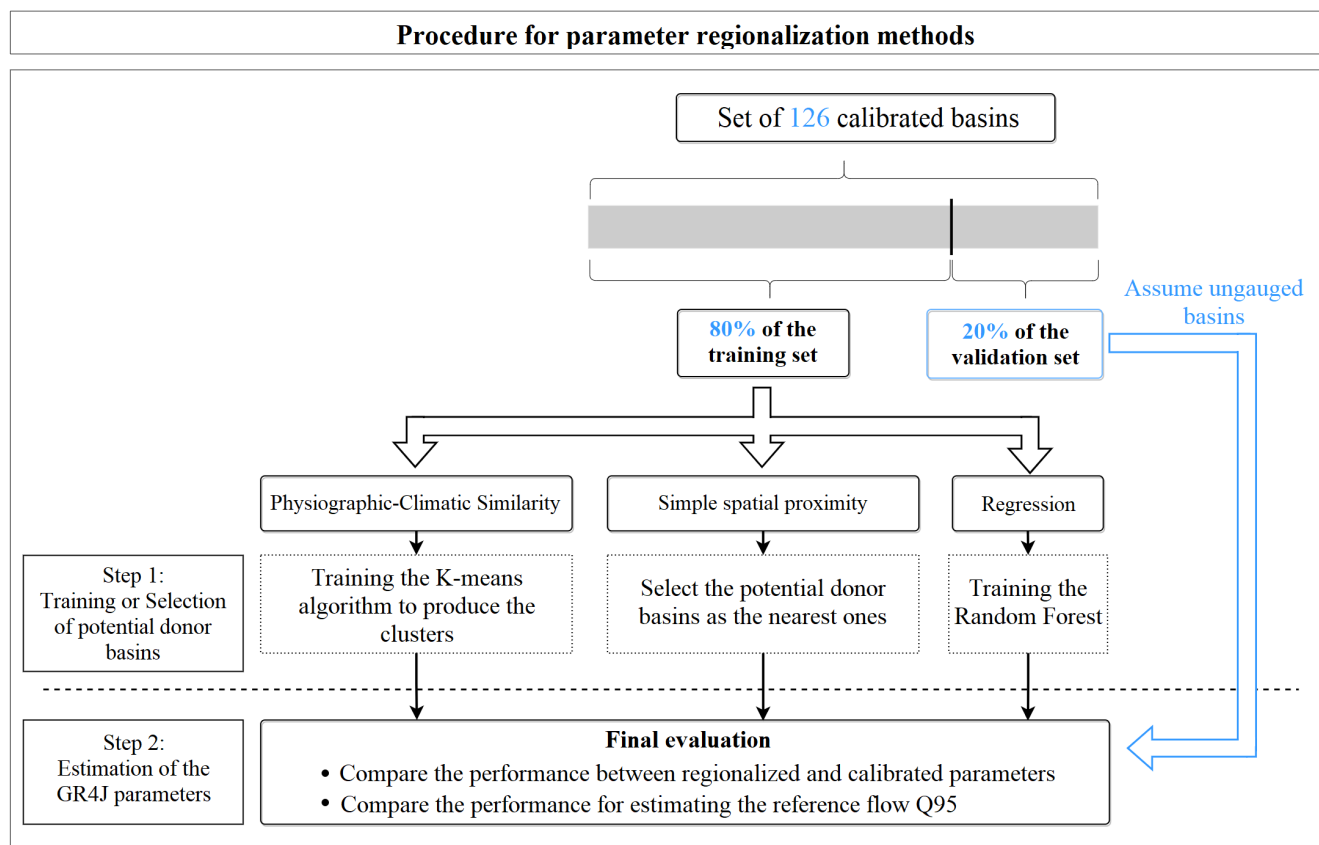 Procedure for parameter regionalization methods
Set of 126 calibrated basins
Assume ungauged
basins
80% of the
training set
20% of the
validation set
Physiographic-Climatic Similarity
Simple spatial proximity
Regression
Step 1:
Training or Selection
of potential donor
basins
Training the K-means
algorithm to produce the
clusters
Select the potential donor
basins as the nearest ones
Training the
Random Forest
Step 2:
Estimation of the
GR4J parameters
Final evaluation
• Compare the performance between regionalized and calibrated parameters
• Compare the performance for estimating the reference flow Q95